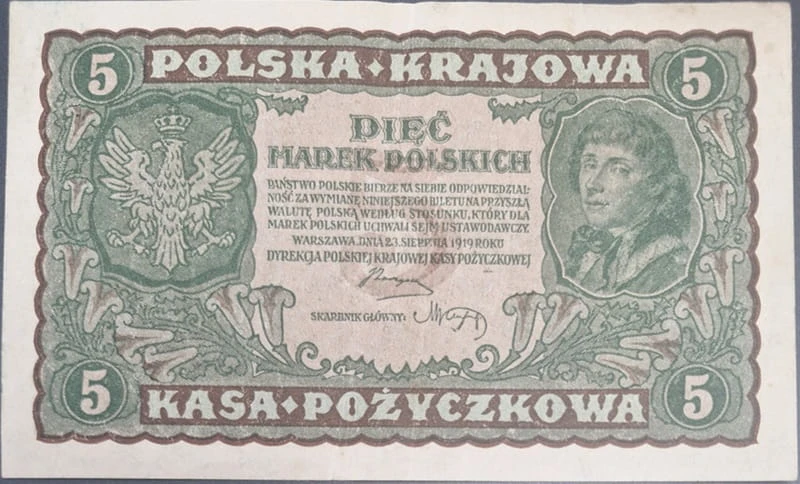 5 POLSKA·KRAJOWA 5
PIĘĆ
MAREK POLSKICH
PAŃSTWO POLSKIE BIERZE NA SIEBIE ODPOWIEDZIAL-
NOŚĆ ZA WYMIANĘ NINIEJSZEGO BILETU NA PRZYSZŁĄ
WALUTĘ POLSKĄ WEDŁUG STOSUNKU, KTÓRY DLA
MAREK POLSKICH UCHWALI SEJM USTAWODAWCZY.
WARSZAWA, DNIA 23. SIERPNIA 1919 ROKU
DYREKCJA POLSKIEJ KRAJOWEJ KASY POŻYCZKOWEJ
SKARBNIK GŁÓWNY:
5 KASA·POŻYCZKOWA 5